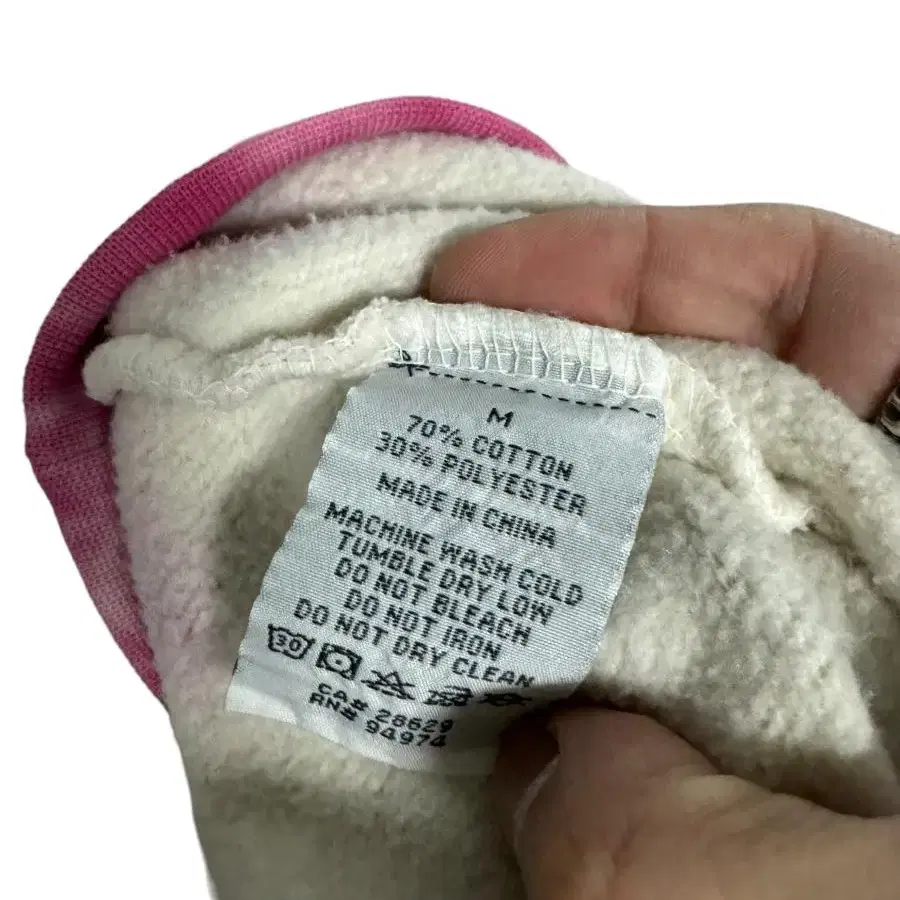 M
70% COTTON
30% POLYESTER
MADE IN CHINA
MACHINE WASH COLD
TUMBLE DRY LOW
DO NOT BLEACH
DO NOT IRON
DO NOT DRY CLEAN
30
CA# 28629
RN# 94974